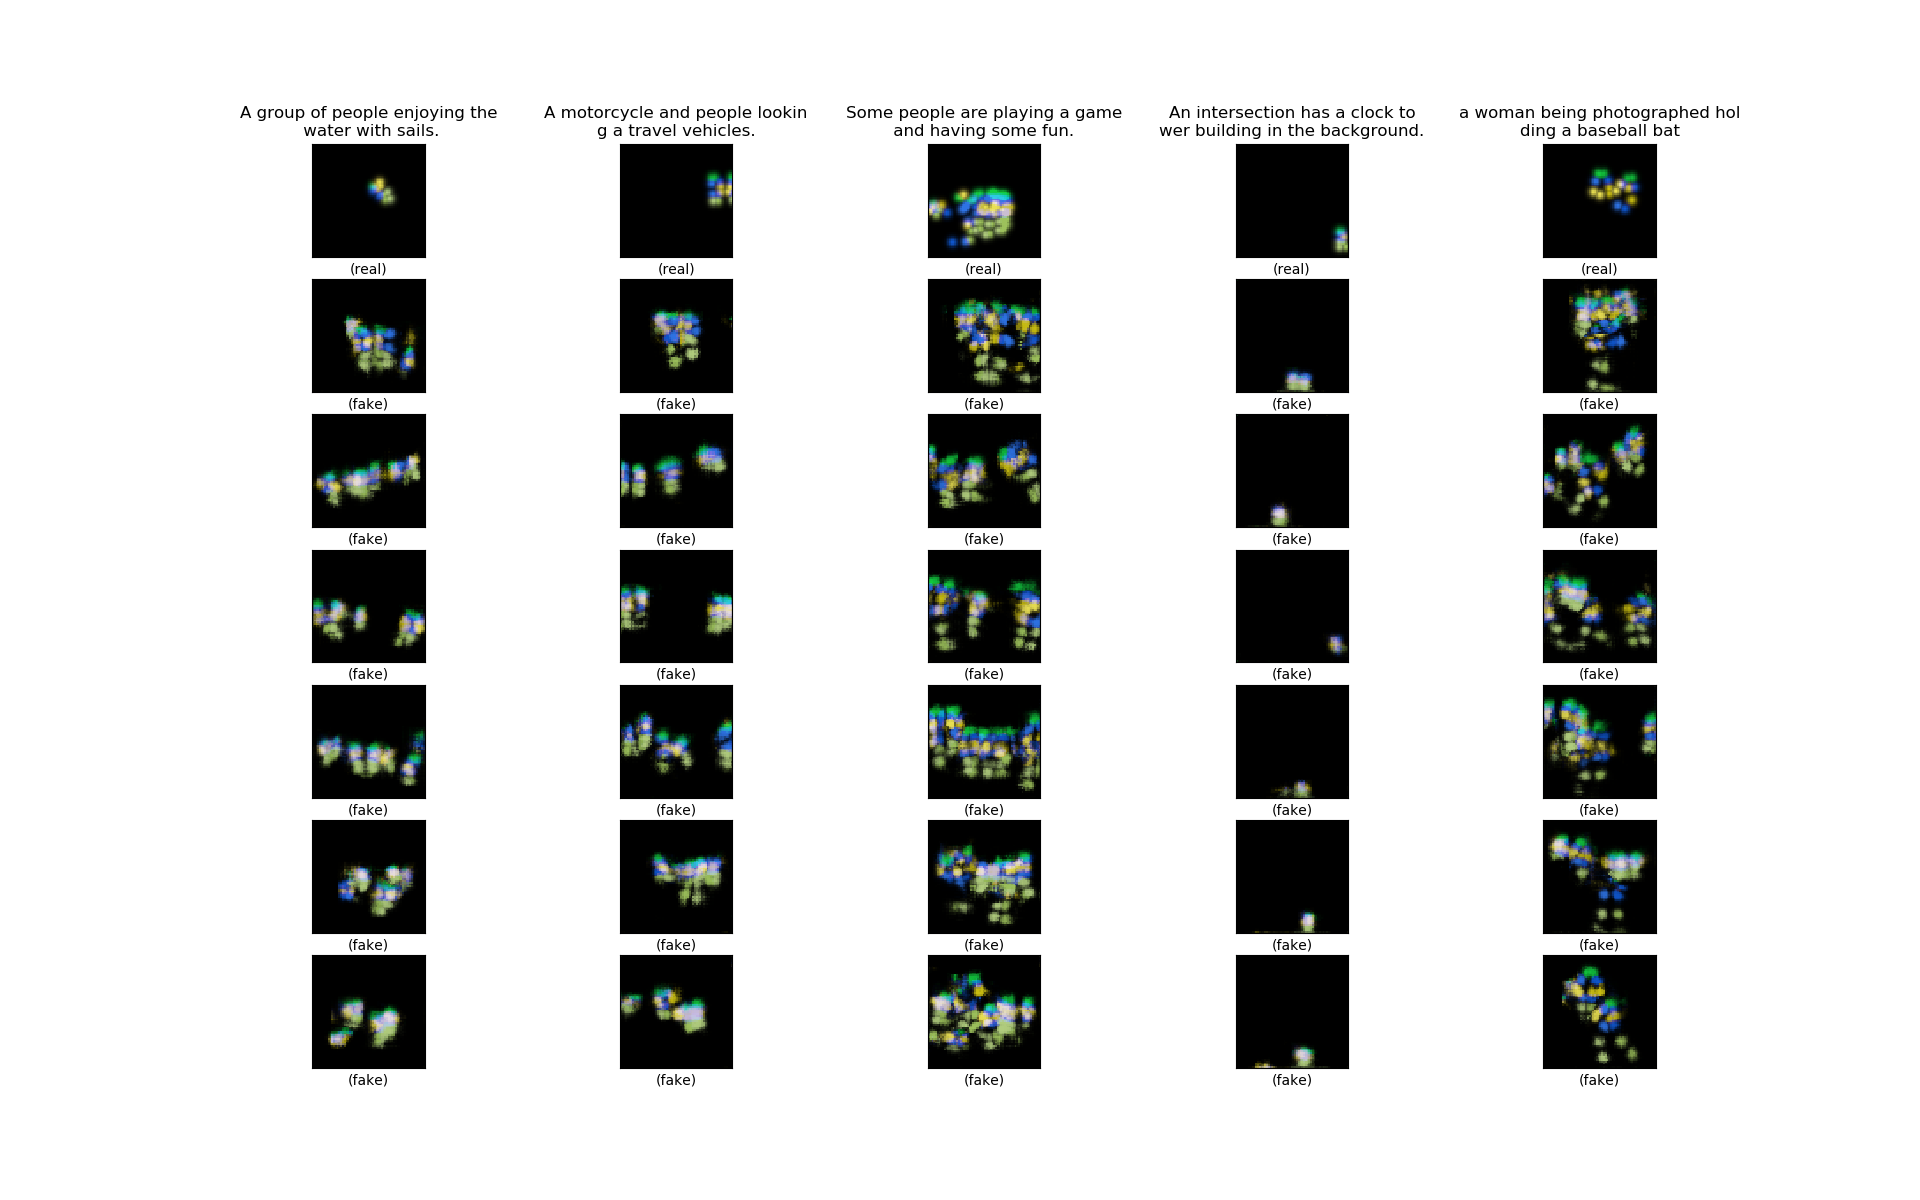 A group of people enjoying the
water with sails.
A motorcycle and people lookin
g a travel vehicles.
Some people are playing a game
and having some fun.
An intersection has a clock to
wer building in the background.
a woman being photographed hol
ding a baseball bat
(real) (real) (real) (real) (real)
(fake) (fake) (fake) (fake) (fake)
(fake) (fake) (fake) (fake) (fake)
(fake) (fake) (fake) (fake) (fake)
(fake) (fake) (fake) (fake) (fake)
(fake) (fake) (fake) (fake) (fake)
(fake) (fake) (fake) (fake) (fake)